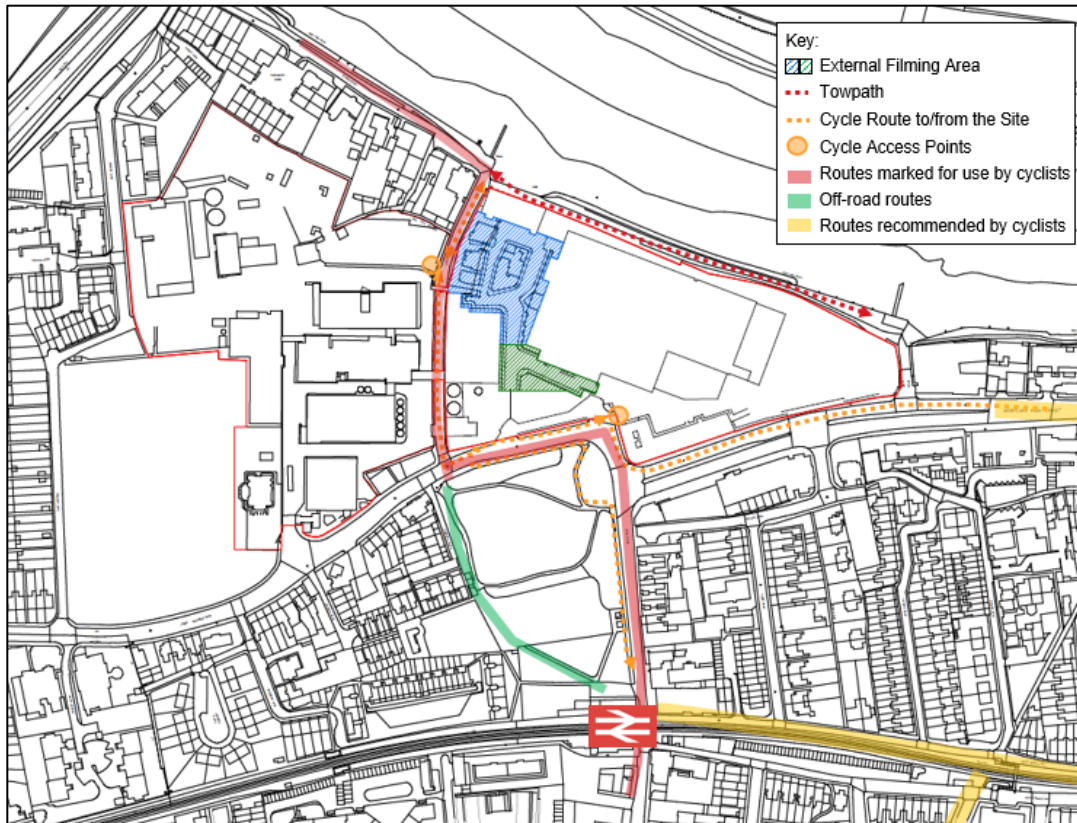 Key:
External Filming Area
Towpath
Cycle Route to/from the Site
Cycle Access Points
Routes marked for use by cyclists
Off-road routes
Routes recommended by cyclists